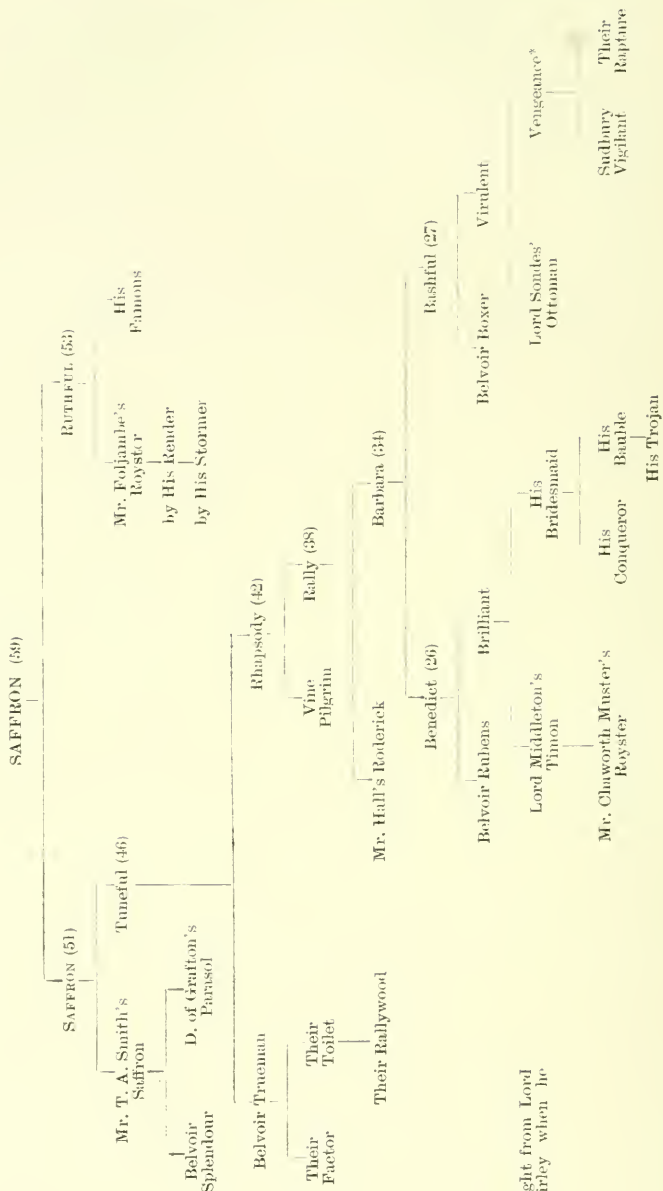 SAFFRON (59)
SAFFRON (51)
RUTHFUL (53)
Mr. T. A. Smith's
Saffron
Tuneful (46)
Mr. Foljambe's
Royster
His
Famous
by His Render
by His Stormer
Belvoir
Splendour
D. of Grafton's
Parasol
Belvoir Trueman
Rhapsody (42)
Their
Factor
Their
Toilet
Vine
Pilgrim
Rally (38)
Their Rallywood
Mr. Hall's Roderick
Barbara (34)
Benedict (26)
Bashful (27)
Belvoir Rubens
Brilliant
Belvoir Boxer
Virulent
Lord Middleton's
Timon
His
Bridesmaid
Lord Sondes'
Ottoman
Vengeance*
Mr. Chaworth Muster's
Royster
His
Conqueror
His
Bauble
Sudbury
Vigilant
Their
Rapture
His Trojan
ght from Lord
irley when he